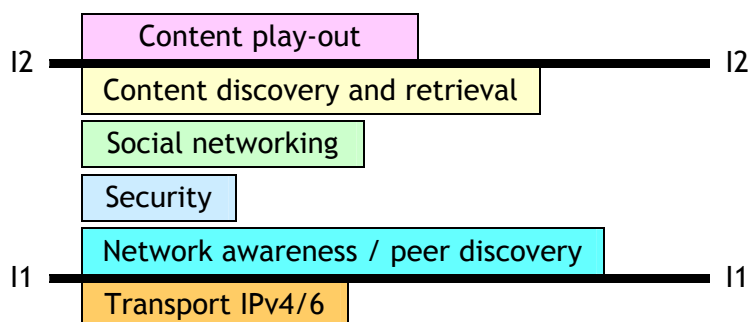 Content play-out
I2 I2
Content discovery and retrieval
Social networking
Security
Network awareness / peer discovery
I1 I1
Transport IPv4/6